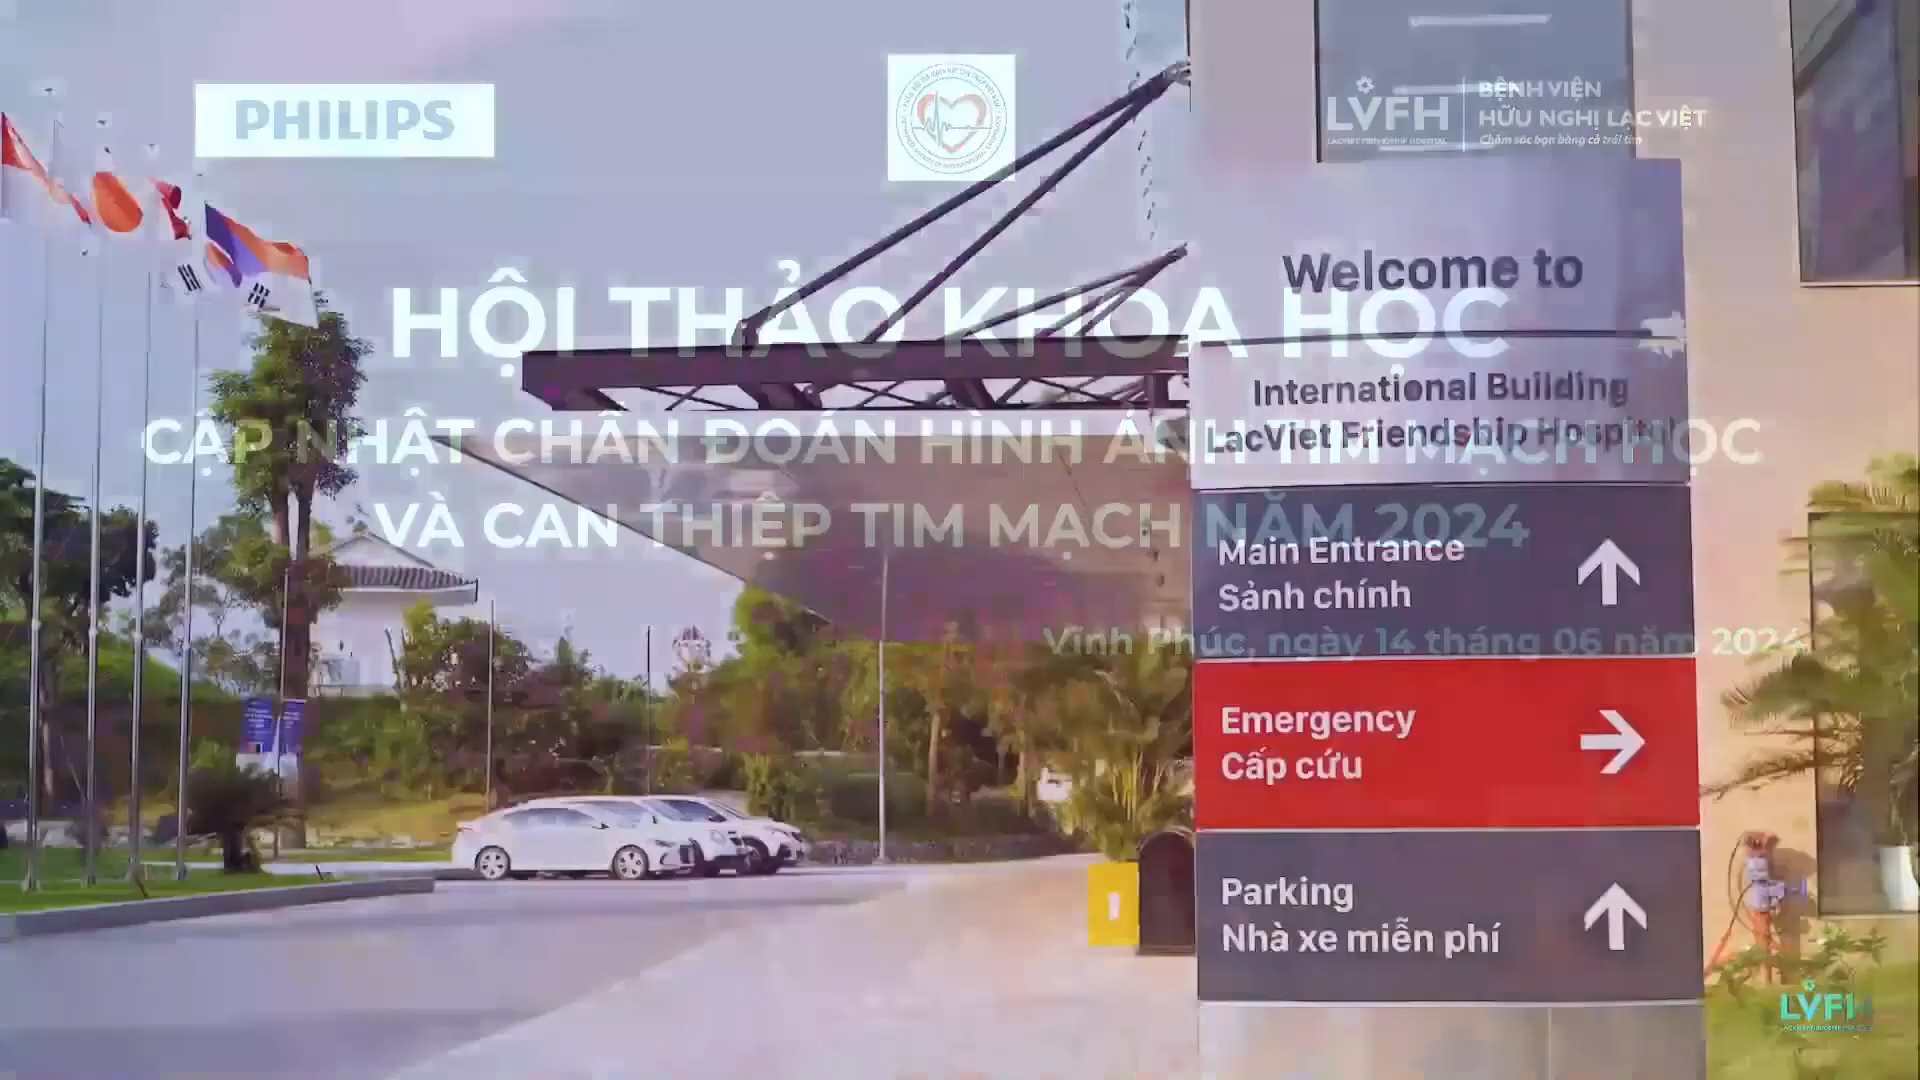 PHILIPS
LVFH
LACVIET FRIENDSHIP HOSPITAL
BỆNH VIỆN
HỮU NGHỊ LẠC VIỆT
Chăm sóc bạn bằng cả trái tim
HỘI THẢO KHOA HỌC
CẬP NHẬT CHẨN ĐOÁN HÌNH ẢNH TIM MẠCH HỌC
VÀ CAN THIỆP TIM MẠCH NĂM 2024
Vĩnh Phúc, ngày 14 tháng 06 năm 2024
Welcome to
International Building
LacViet Friendship Hospital
Main Entrance
Sảnh chính
Emergency
Cấp cứu
Parking
Nhà xe miễn phí
LVFH